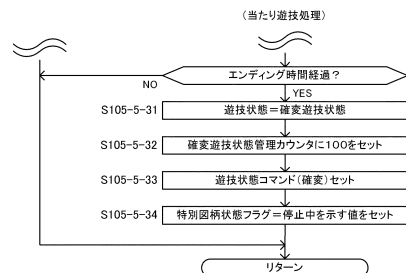 (当たり遊技処理)
エンディング時間経過?
NO
YES
S105-5-31 遊技状態=確変遊技状態
S105-5-32 確変遊技状態管理カウンタに100をセット
S105-5-33 遊技状態コマンド(確変)セット
S105-5-34 特別図柄状態フラグ=停止中を示す値をセット
リターン